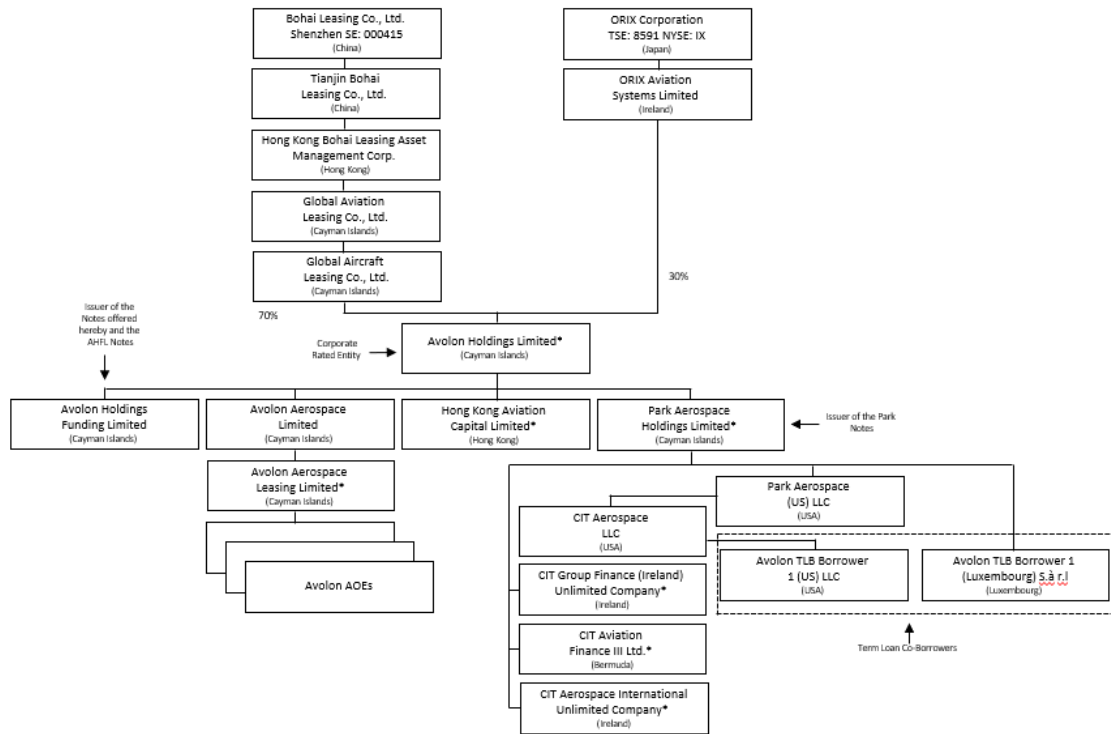 Bohai Leasing Co., Ltd.
Shenzhen SE: 000415
(China)
ORIX Corporation
TSE: 8591 NYSE: IX
(Japan)
Tianjin Bohai
Leasing Co., Ltd.
(China)
ORIX Aviation
Systems Limited
(Ireland)
Hong Kong Bohai Leasing Asset
Management Corp.
(Hong Kong)
Global Aviation
Leasing Co., Ltd.
(Cayman Islands)
Global Aircraft
Leasing Co., Ltd.
(Cayman Islands)
30%
70%
Issuer of the
Notes offered
hereby and the
AHFL Notes
Corporate
Rated Entity
Avolon Holdings Limited*
(Cayman Islands)
Avolon Holdings
Funding Limited
(Cayman Islands)
Avolon Aerospace
Limited
(Cayman Islands)
Hong Kong Aviation
Capital Limited*
(Hong Kong)
Park Aerospace
Holdings Limited*
(Cayman Islands)
Issuer of the Park
Notes
Avolon Aerospace
Leasing Limited*
(Cayman Islands)
Avolon AOEs
Park Aerospace
(US) LLC
(USA)
CIT Aerospace
LLC
(USA)
Avolon TLB Borrower
1 (US) LLC
(USA)
Avolon TLB Borrower 1
(Luxembourg) S.à r.l
(Luxembourg)
CIT Group Finance (Ireland)
Unlimited Company*
(Ireland)
Term Loan Co-Borrowers
CIT Aviation
Finance III Ltd.*
(Bermuda)
CIT Aerospace International
Unlimited Company*
(Ireland)